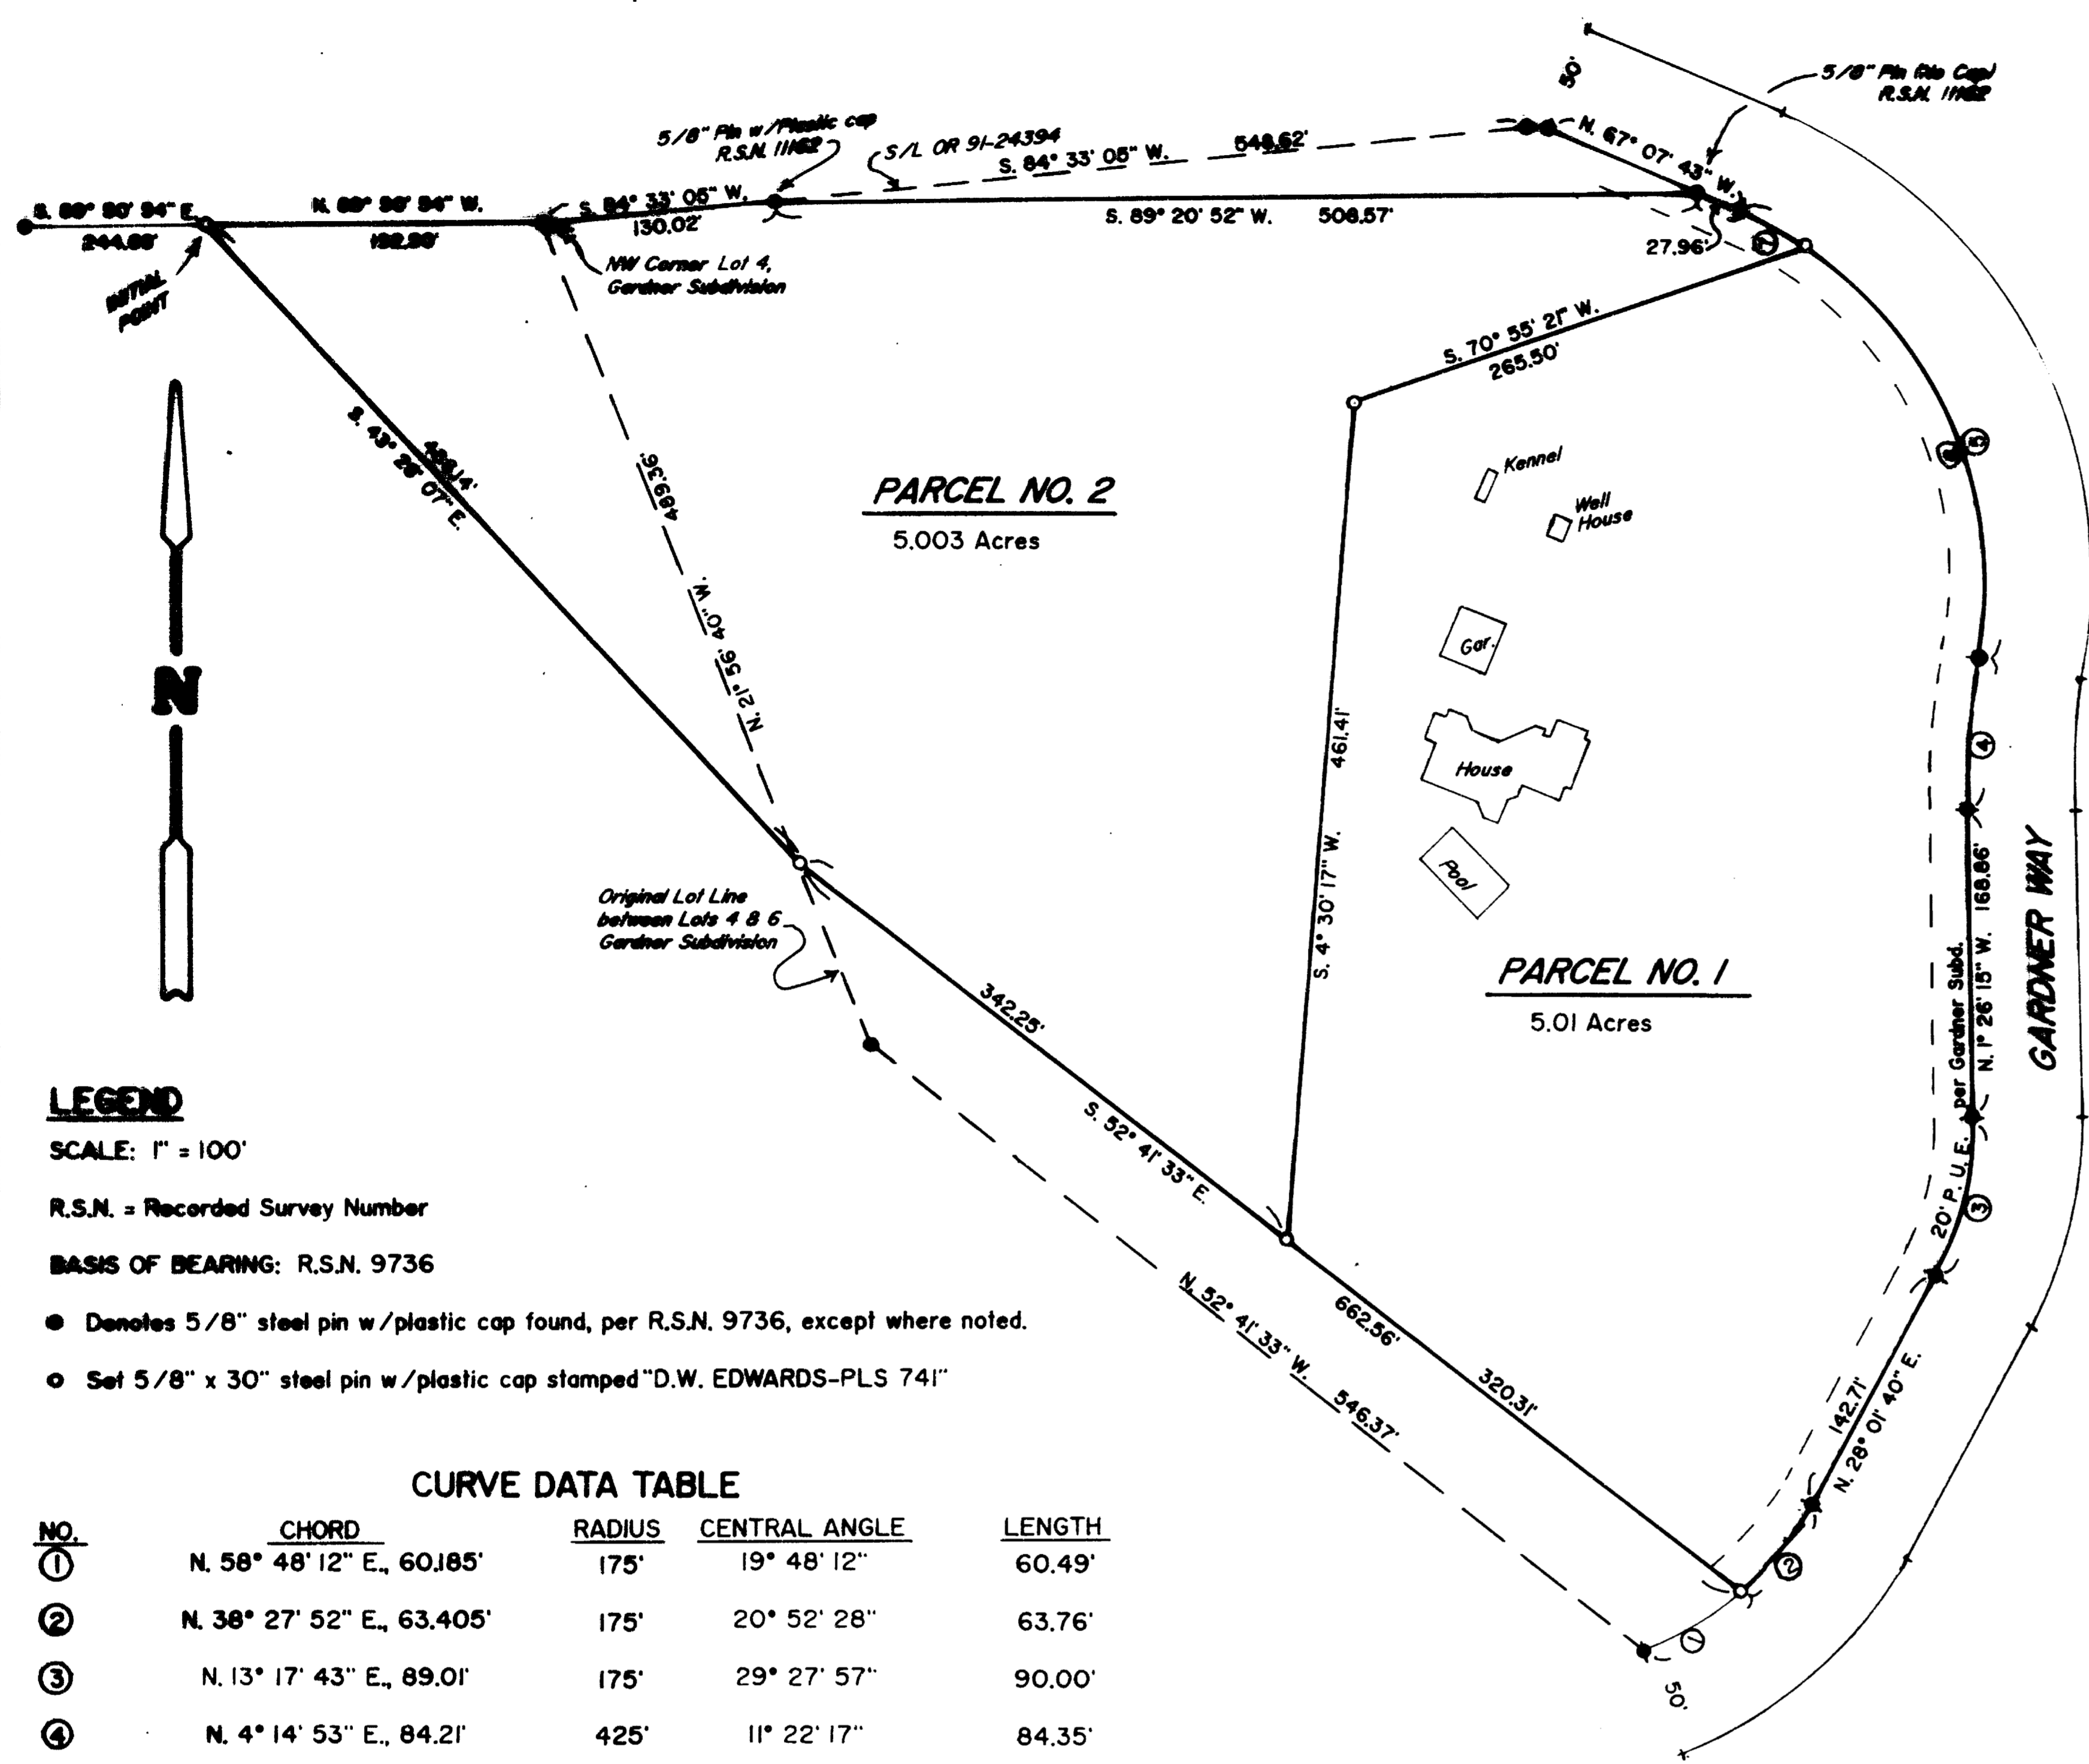 50'
5/8" Pin (No Cap)
R.S.N. 11162
5/8" Pin w/Plastic cap
R.S.N. 11162
S/L OR 91-24394
S. 84° 33' 05" W. 548.62'
N. 67° 07' 43" W.
244.66'
INITIAL
POINT
S. 84° 33' 05" W.
130.02'
S. 89° 20' 52" W. 508.57'
27.96'
NW Corner Lot 4,
Gardner Subdivision
S. 70° 55' 21" W.
265.50'
S. 43° 26' 07" E.
489.36'
N. 21° 56' 40" W.
PARCEL NO. 2
5.003 Acres
Kennel
Well
House
5
Gar.
House
Pool
461.41'
S. 4° 30' 17" W.
4
N
Original Lot Line
between Lots 4 & 6
Gardner Subdivision
342.25'
S. 52° 41' 33" E.
PARCEL NO. 1
5.01 Acres
N. 1° 26' 15" W. 168.86'
GARDNER WAY
20' P. U. E. per Gardner Subd.
3
N. 52° 41' 33" W. 546.37'
662.56'
320.31'
142.71'
N. 28° 01' 40" E.
2
1
50'
LEGEND
SCALE: 1" = 100'
R.S.N. = Recorded Survey Number
BASIS OF BEARING: R.S.N. 9736
Denotes 5/8" steel pin w/plastic cap found, per R.S.N. 9736, except where noted.
Set 5/8" x 30" steel pin w/plastic cap stamped "D.W. EDWARDS-PLS 741"
CURVE DATA TABLE
NO. CHORD RADIUS CENTRAL ANGLE LENGTH
1 N. 58° 48' 12" E., 60.185' 175' 19° 48' 12" 60.49'
2 N. 38° 27' 52" E., 63.405' 175' 20° 52' 28" 63.76'
3 N. 13° 17' 43" E., 89.01' 175' 29° 27' 57" 90.00'
4 N. 4° 14' 53" E., 84.21' 425' 11° 22' 17" 84.35'